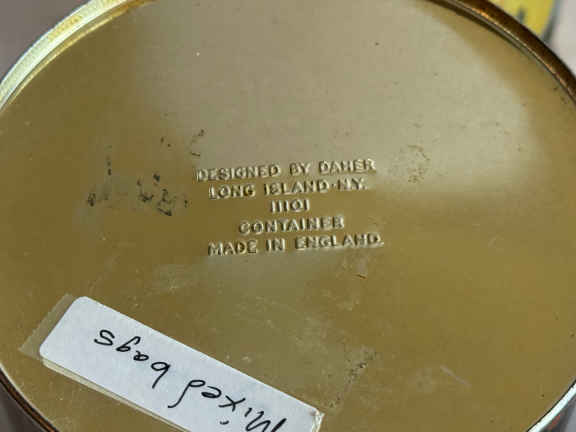 DESIGNED BY DAHER
LONG ISLAND·N.Y.
11101
CONTAINER
MADE IN ENGLAND.
Mixed bags